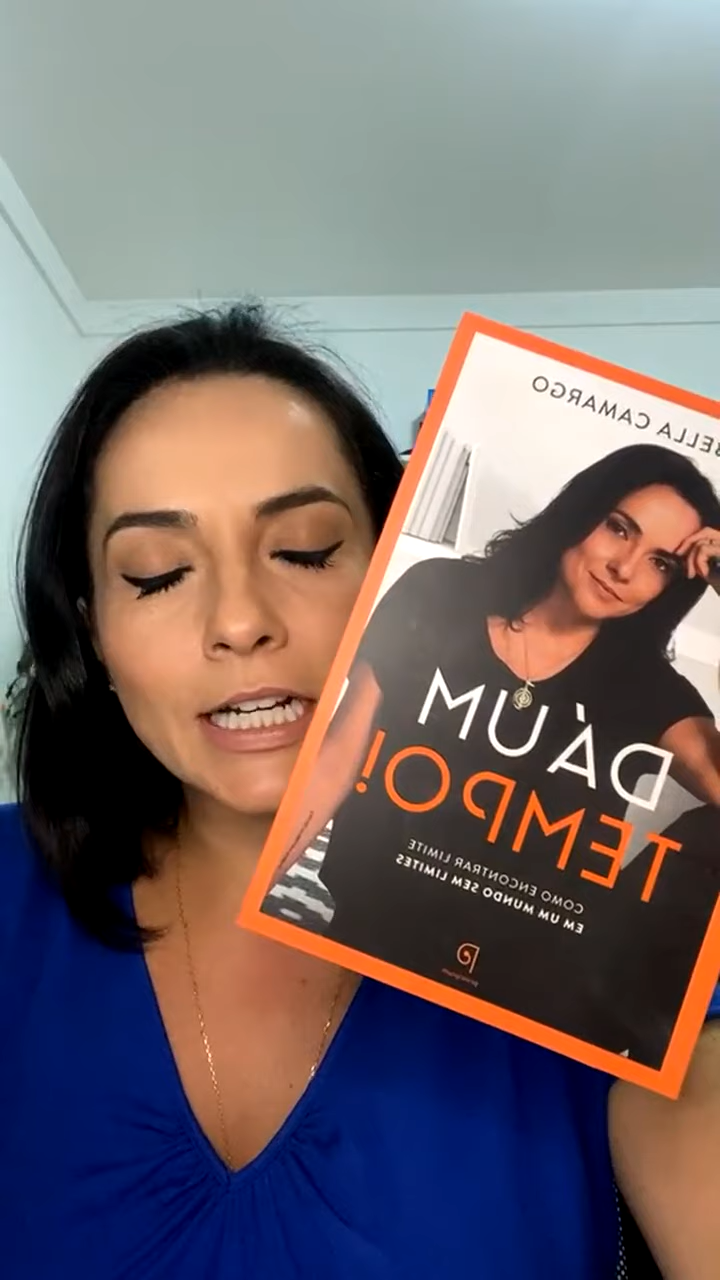 BELLA CAMARGO
DÁ UM
TEMPO!
COMO ENCONTRAR LIMITE
EM UM MUNDO SEM LIMITES